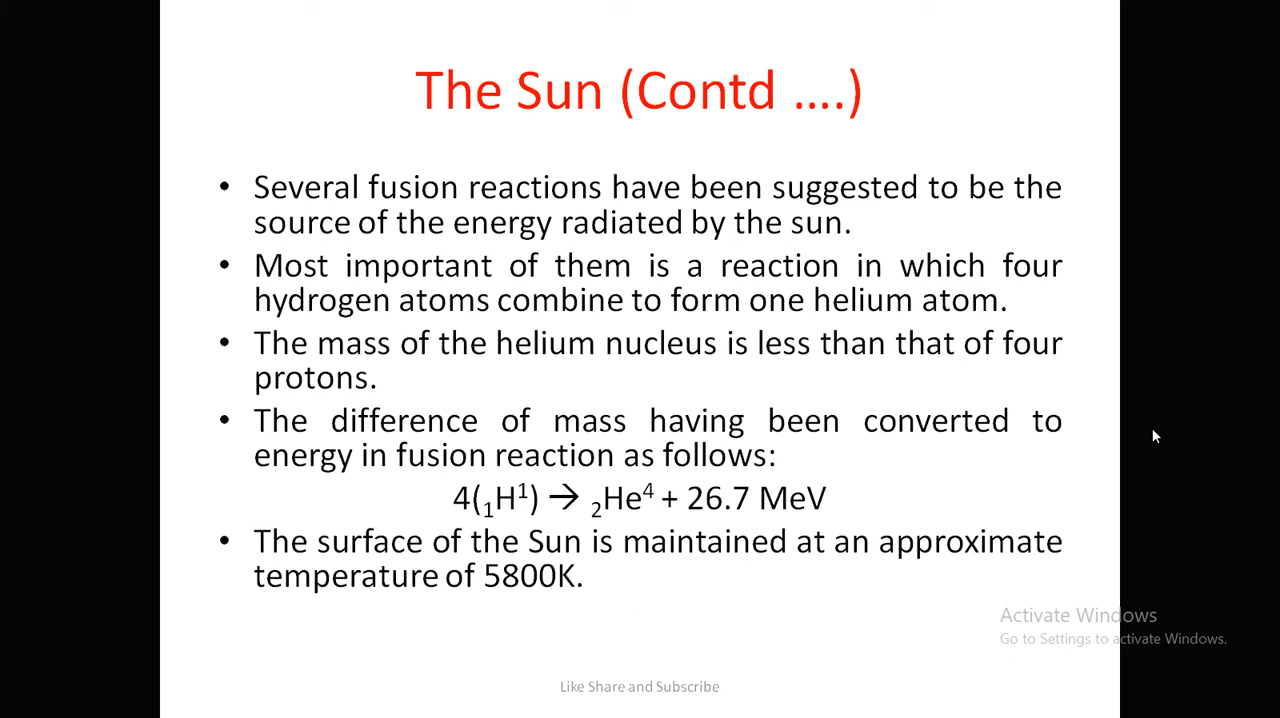 The Sun (Contd ....)
• Several fusion reactions have been suggested to be the
source of the energy radiated by the sun.
• Most important of them is a reaction in which four
hydrogen atoms combine to form one helium atom.
• The mass of the helium nucleus is less than that of four
protons.
• The difference of mass having been converted to
energy in fusion reaction as follows:
4(₁H¹) → ₂He⁴ + 26.7 MeV
• The surface of the Sun is maintained at an approximate
temperature of 5800K.
Activate Windows
Go to Settings to activate Windows.
Like Share and Subscribe